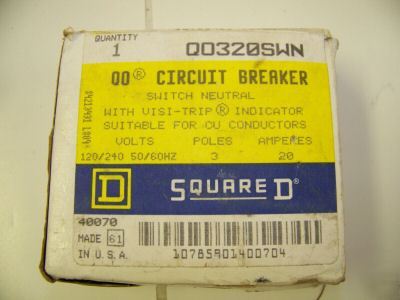 QUANTITY
1 QO320SWN
QO® CIRCUIT BREAKER
SWITCH NEUTRAL
WITH VISI-TRIP® INDICATOR
SUITABLE FOR CU CONDUCTORS
VOLTS POLES AMPERES
120/240 50/60HZ 3 20
D SQUARE D®
40070
MADE 61
IN U.S.A.
10785901400704